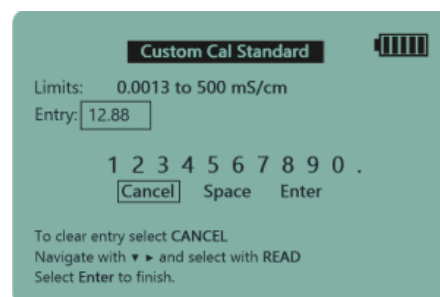 Custom Cal Standard
Limits: 0.0013 to 500 mS/cm
Entry: 12.88
1 2 3 4 5 6 7 8 9 0 .
Cancel Space Enter
To clear entry select CANCEL
Navigate with ▼ ► and select with READ
Select Enter to finish.